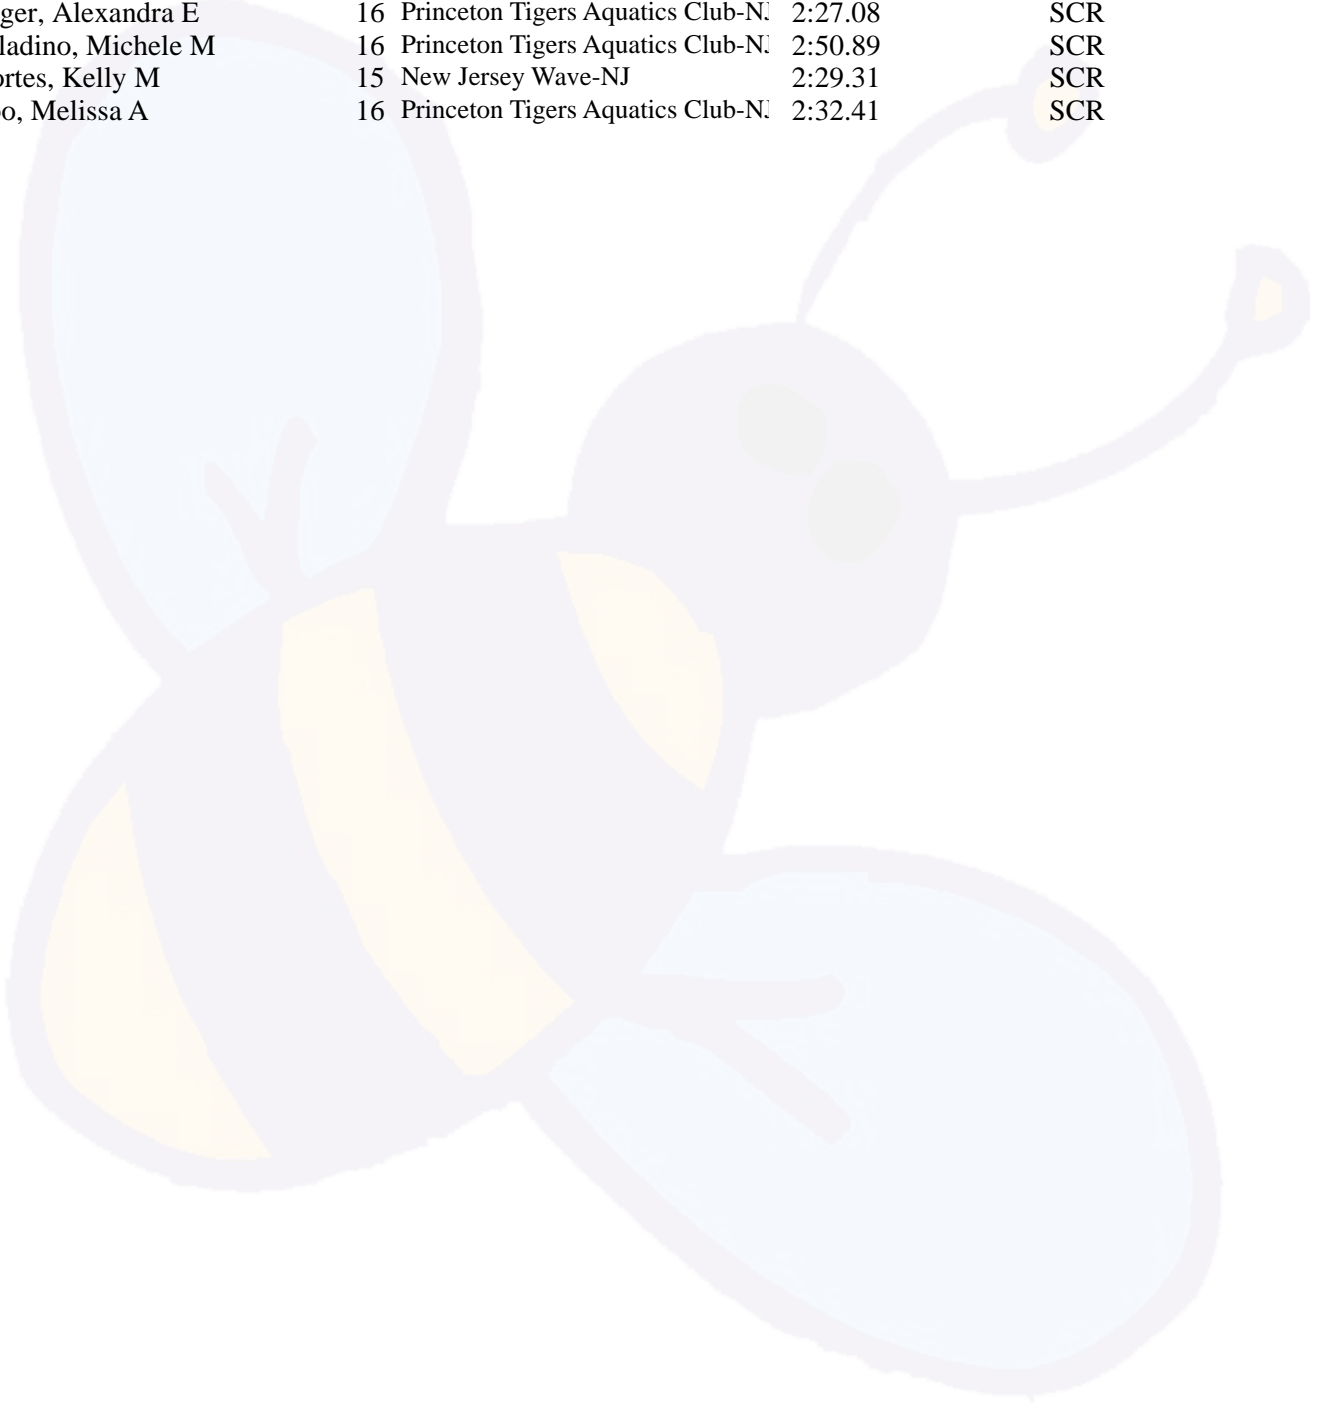 ger, Alexandra E 16 Princeton Tigers Aquatics Club-NJ 2:27.08 SCR
ladino, Michele M 16 Princeton Tigers Aquatics Club-NJ 2:50.89 SCR
ortes, Kelly M 15 New Jersey Wave-NJ 2:29.31 SCR
oo, Melissa A 16 Princeton Tigers Aquatics Club-NJ 2:32.41 SCR